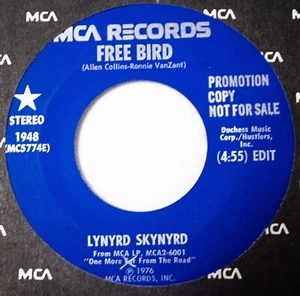 MCA RECORDS
FREE BIRD
(Allen Collins-Ronnie VanZant)
STEREO
1948
(MC5774E)
PROMOTION
COPY
NOT FOR SALE
Duchess Music
Corp./Hustlers,
Inc.
(4:55) EDIT
LYNYRD SKYNYRD
From MCA LP, MCA2-6001
"One More For From The Road"
℗ 1976
MCA RECORDS, INC.
MCA
MCA
MCA